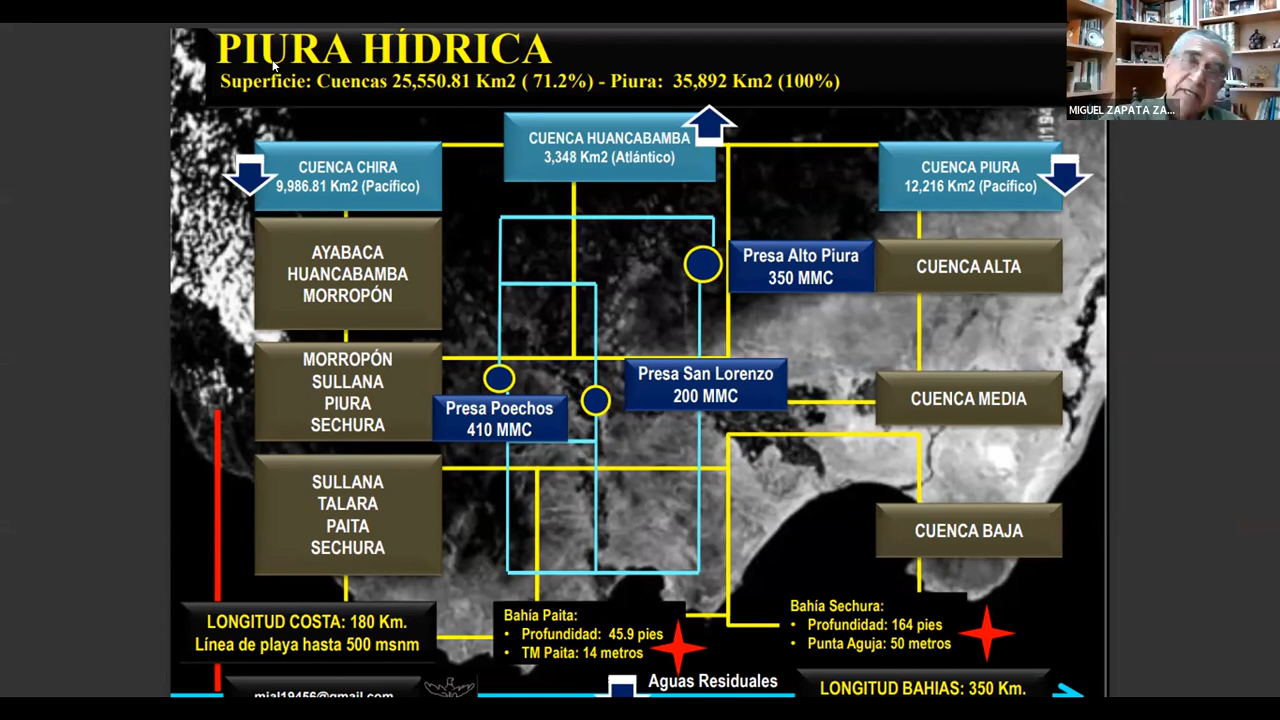 PIURA HÍDRICA
Superficie: Cuencas 25,550.81 Km2 ( 71.2%) - Piura: 35,892 Km2 (100%)
MIGUEL ZAPATA ZA...
CUENCA HUANCABAMBA
3,348 Km2 (Atlántico)
CUENCA CHIRA
9,986.81 Km2 (Pacífico)
CUENCA PIURA
12,216 Km2 (Pacífico)
AYABACA
HUANCABAMBA
MORROPÓN
Presa Alto Piura
350 MMC
CUENCA ALTA
MORROPÓN
SULLANA
PIURA
SECHURA
Presa Poechos
410 MMC
Presa San Lorenzo
200 MMC
CUENCA MEDIA
SULLANA
TALARA
PAITA
SECHURA
CUENCA BAJA
LONGITUD COSTA: 180 Km.
Línea de playa hasta 500 msnm
Bahía Paita:
• Profundidad: 45.9 pies
• TM Paita: 14 metros
Bahía Sechura:
• Profundidad: 164 pies
• Punta Aguja: 50 metros
mial19456@gmail.com
Aguas Residuales
LONGITUD BAHIAS: 350 Km.